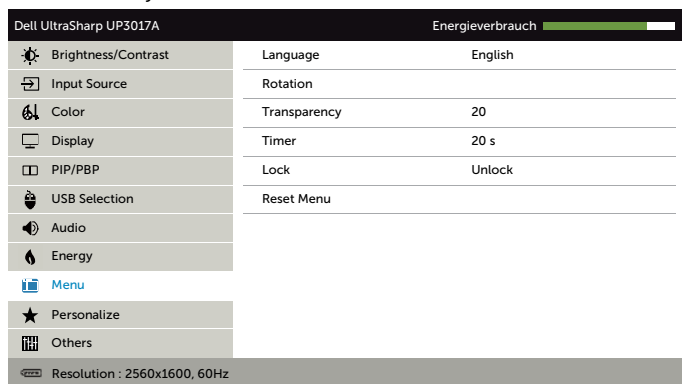 Dell UltraSharp UP3017A Energieverbrauch
Brightness/Contrast Language English
Input Source Rotation
Color Transparency 20
Display Timer 20 s
PIP/PBP Lock Unlock
USB Selection Reset Menu
Audio
Energy
Menu
Personalize
Others
Resolution : 2560x1600, 60Hz